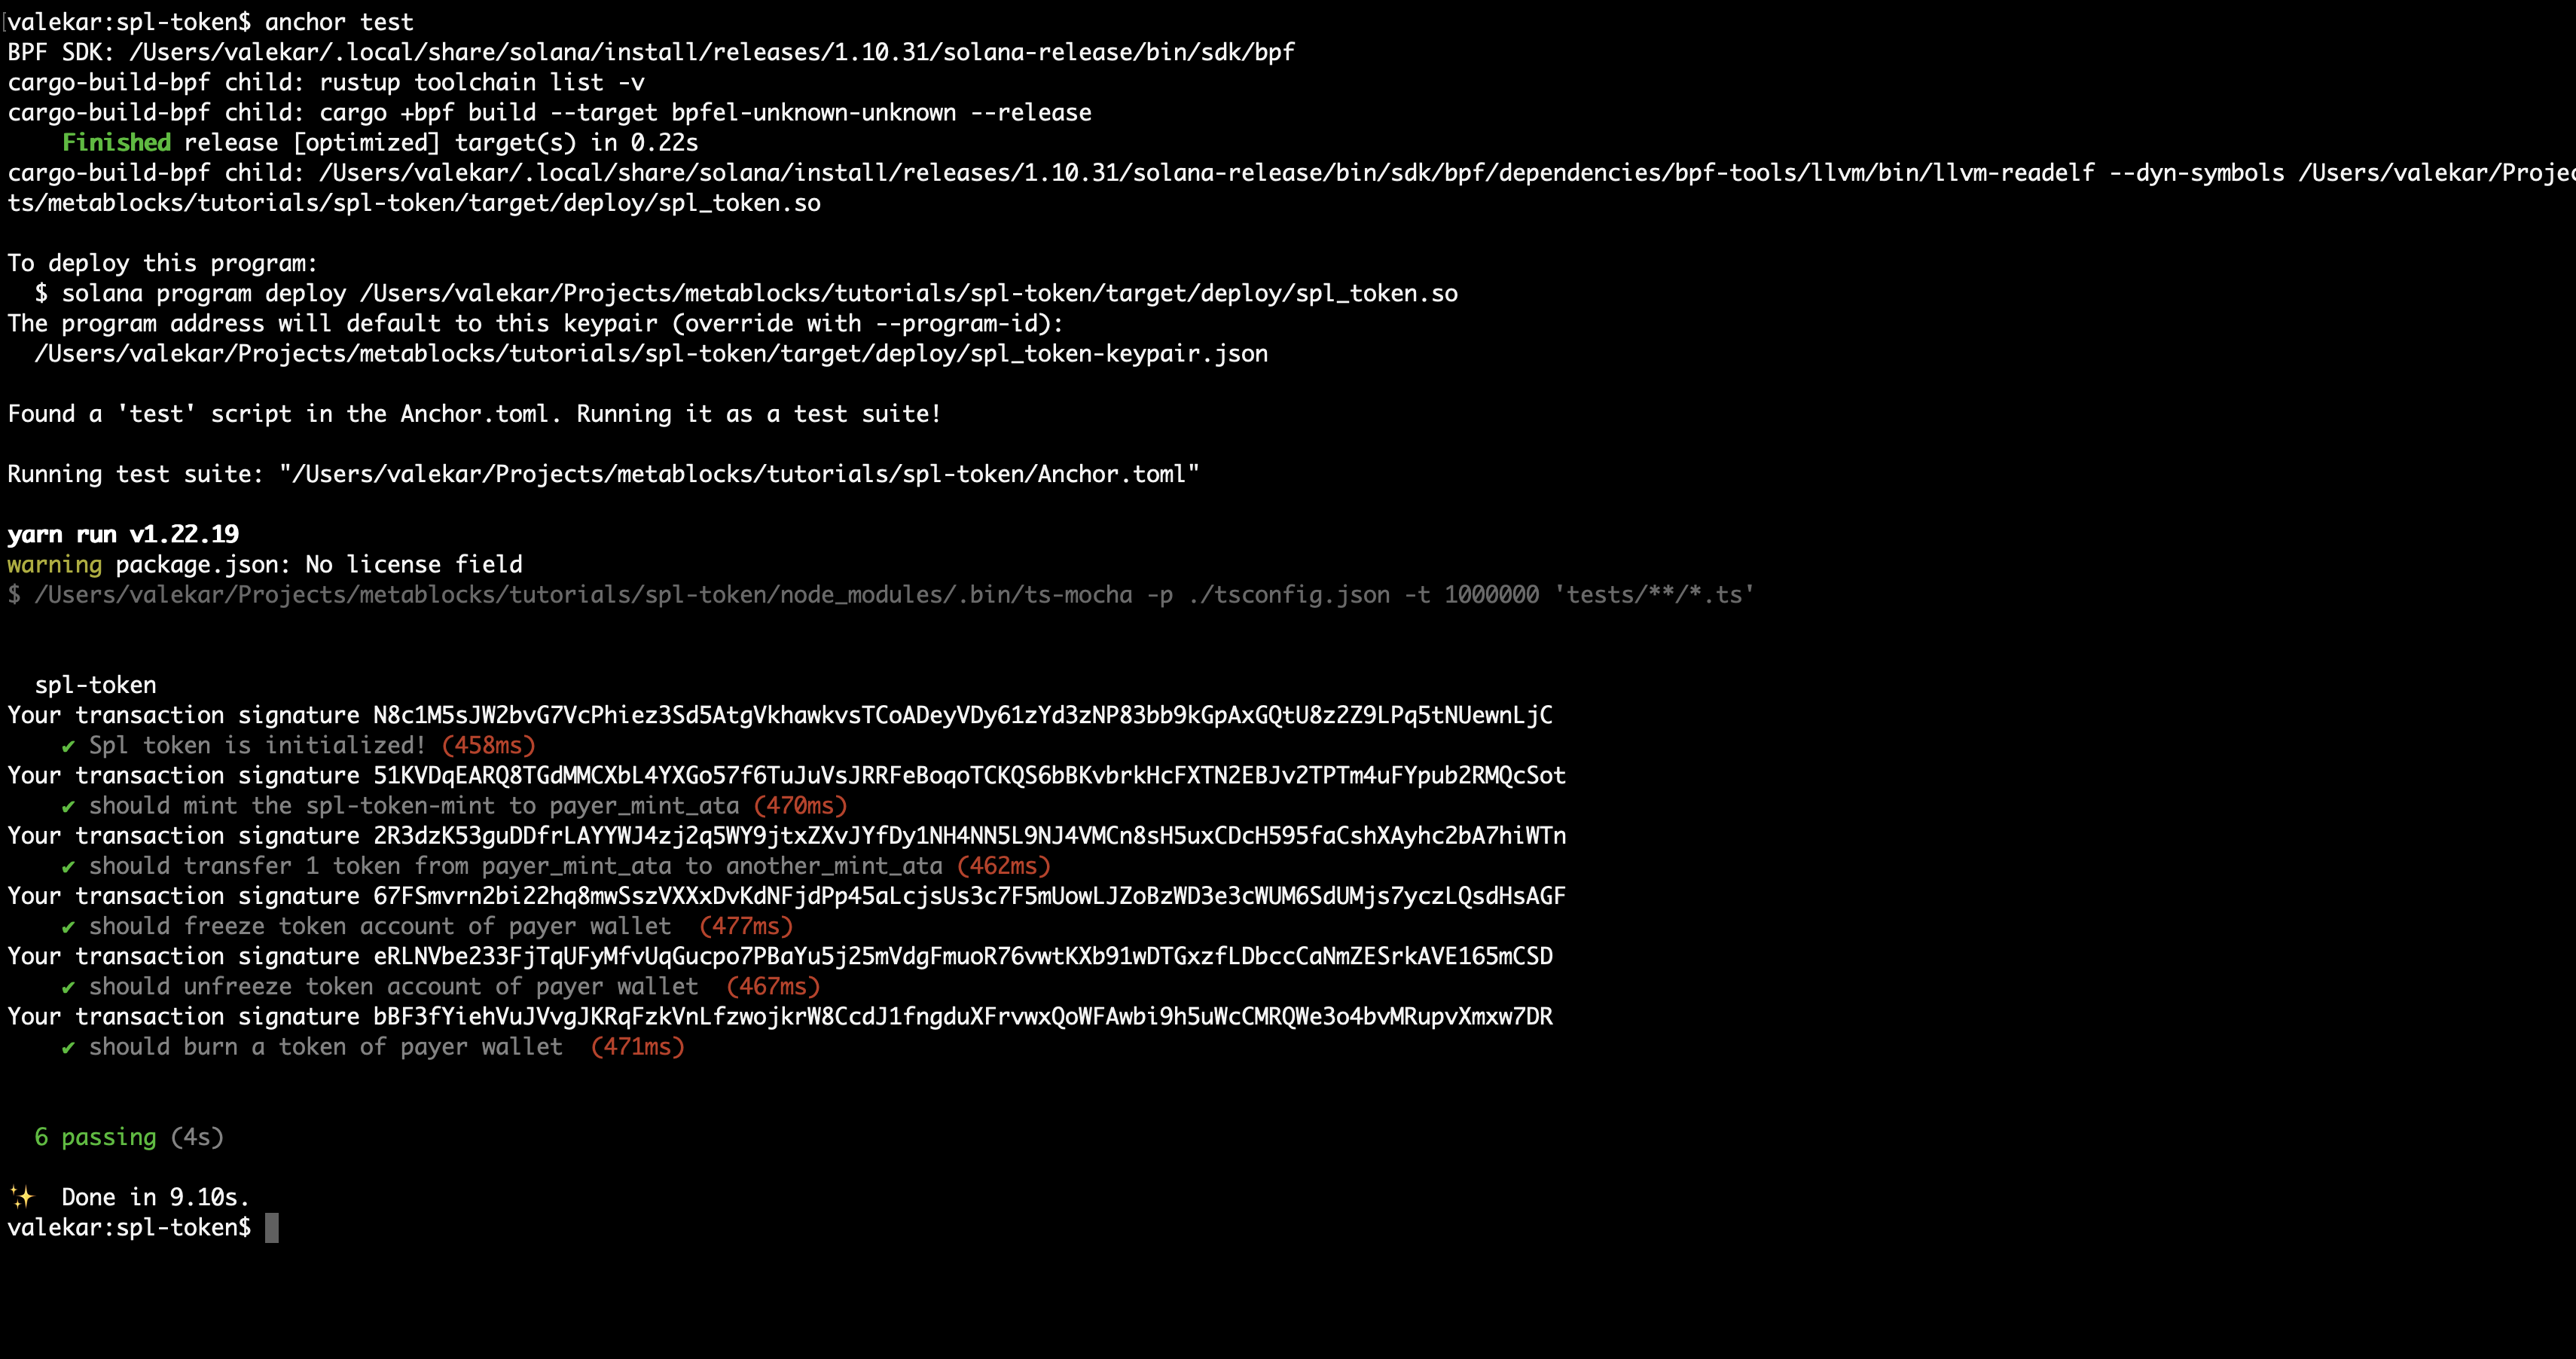 valekar:spl-token$ anchor test
BPF SDK: /Users/valekar/.local/share/solana/install/releases/1.10.31/solana-release/bin/sdk/bpf
cargo-build-bpf child: rustup toolchain list -v
cargo-build-bpf child: cargo +bpf build --target bpfel-unknown-unknown --release
    Finished release [optimized] target(s) in 0.22s
cargo-build-bpf child: /Users/valekar/.local/share/solana/install/releases/1.10.31/solana-release/bin/sdk/bpf/dependencies/bpf-tools/llvm/bin/llvm-readelf --dyn-symbols /Users/valekar/Projec
ts/metablocks/tutorials/spl-token/target/deploy/spl_token.so
To deploy this program:
  $ solana program deploy /Users/valekar/Projects/metablocks/tutorials/spl-token/target/deploy/spl_token.so
The program address will default to this keypair (override with --program-id):
  /Users/valekar/Projects/metablocks/tutorials/spl-token/target/deploy/spl_token-keypair.json
Found a 'test' script in the Anchor.toml. Running it as a test suite!
Running test suite: "/Users/valekar/Projects/metablocks/tutorials/spl-token/Anchor.toml"
yarn run v1.22.19
warning package.json: No license field
$ /Users/valekar/Projects/metablocks/tutorials/spl-token/node_modules/.bin/ts-mocha -p ./tsconfig.json -t 1000000 'tests/**/*.ts'
  spl-token
Your transaction signature N8c1M5sJW2bvG7VcPhiez3Sd5AtgVkhawkvsTCoADeyVDy61zYd3zNP83bb9kGpAxGQtU8z2Z9LPq5tNUewnLjC
    ✔ Spl token is initialized! (458ms)
Your transaction signature 51KVDqEARQ8TGdMMCXbL4YXGo57f6TuJuVsJRRFeBoqoTCKQS6bBKvbrkHcFXTN2EBJv2TPTm4uFYpub2RMQcSot
    ✔ should mint the spl-token-mint to payer_mint_ata (470ms)
Your transaction signature 2R3dzK53guDDfrLAYYWJ4zj2q5WY9jtxZXvJYfDy1NH4NN5L9NJ4VMCn8sH5uxCDcH595faCshXAyhc2bA7hiWTn
    ✔ should transfer 1 token from payer_mint_ata to another_mint_ata (462ms)
Your transaction signature 67FSmvrn2bi22hq8mwSszVXXxDvKdNFjdPp45aLcjsUs3c7F5mUowLJZoBzWD3e3cWUM6SdUMjs7yczLQsdHsAGF
    ✔ should freeze token account of payer wallet  (477ms)
Your transaction signature eRLNVbe233FjTqUFyMfvUqGucpo7PBaYu5j25mVdgFmuoR76vwtKXb91wDTGxzfLDbccCaNmZESrkAVE165mCSD
    ✔ should unfreeze token account of payer wallet  (467ms)
Your transaction signature bBF3fYiehVuJVvgJKRqFzkVnLfzwojkrW8CcdJ1fngduXFrvwxQoWFAwbi9h5uWcCMRQWe3o4bvMRupvXmxw7DR
    ✔ should burn a token of payer wallet  (471ms)
  6 passing (4s)
✨  Done in 9.10s.
valekar:spl-token$